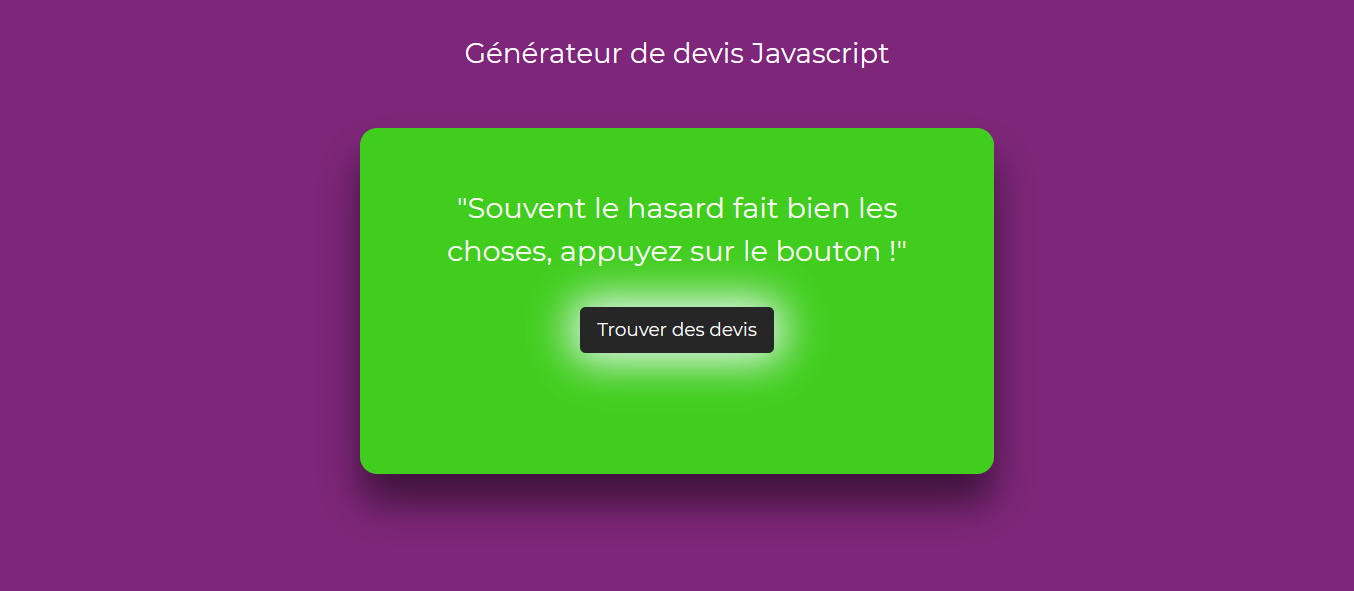 Générateur de devis Javascript
"Souvent le hasard fait bien les
choses, appuyez sur le bouton !"
Trouver des devis